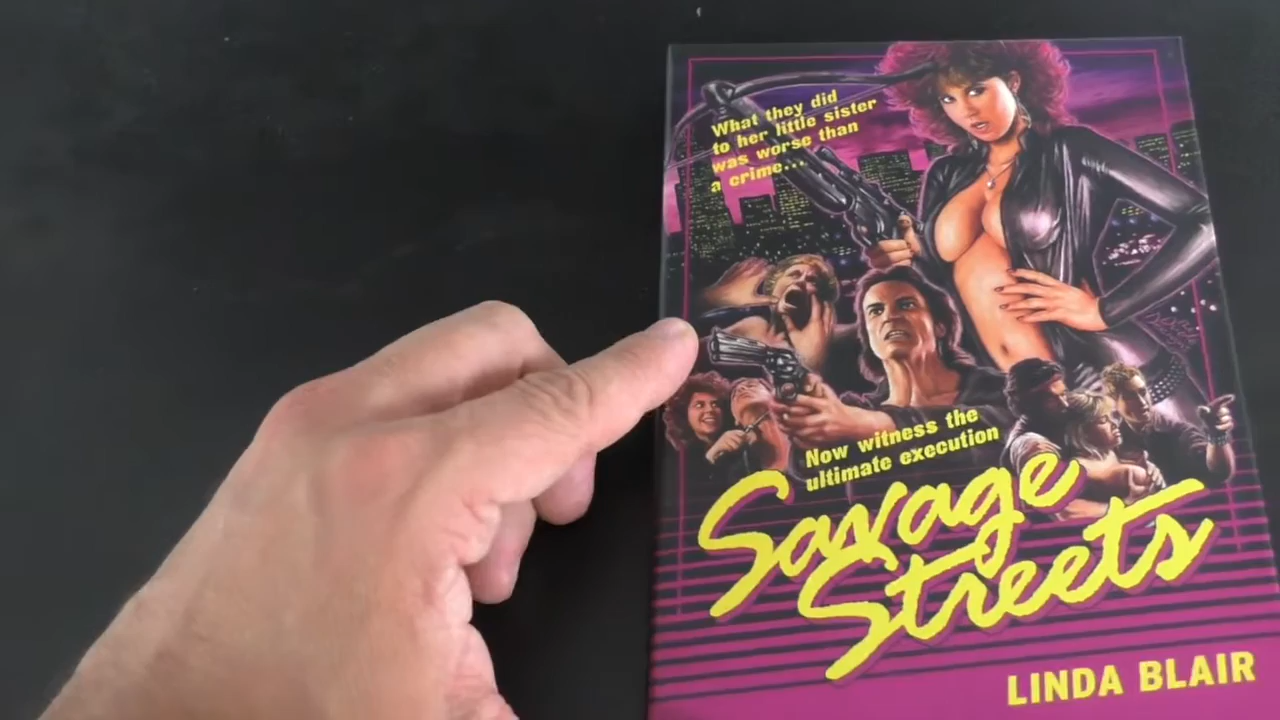 What they did
to her little sister
was worse than
a crime...
Now witness the
ultimate execution
Savage
Streets
LINDA BLAIR